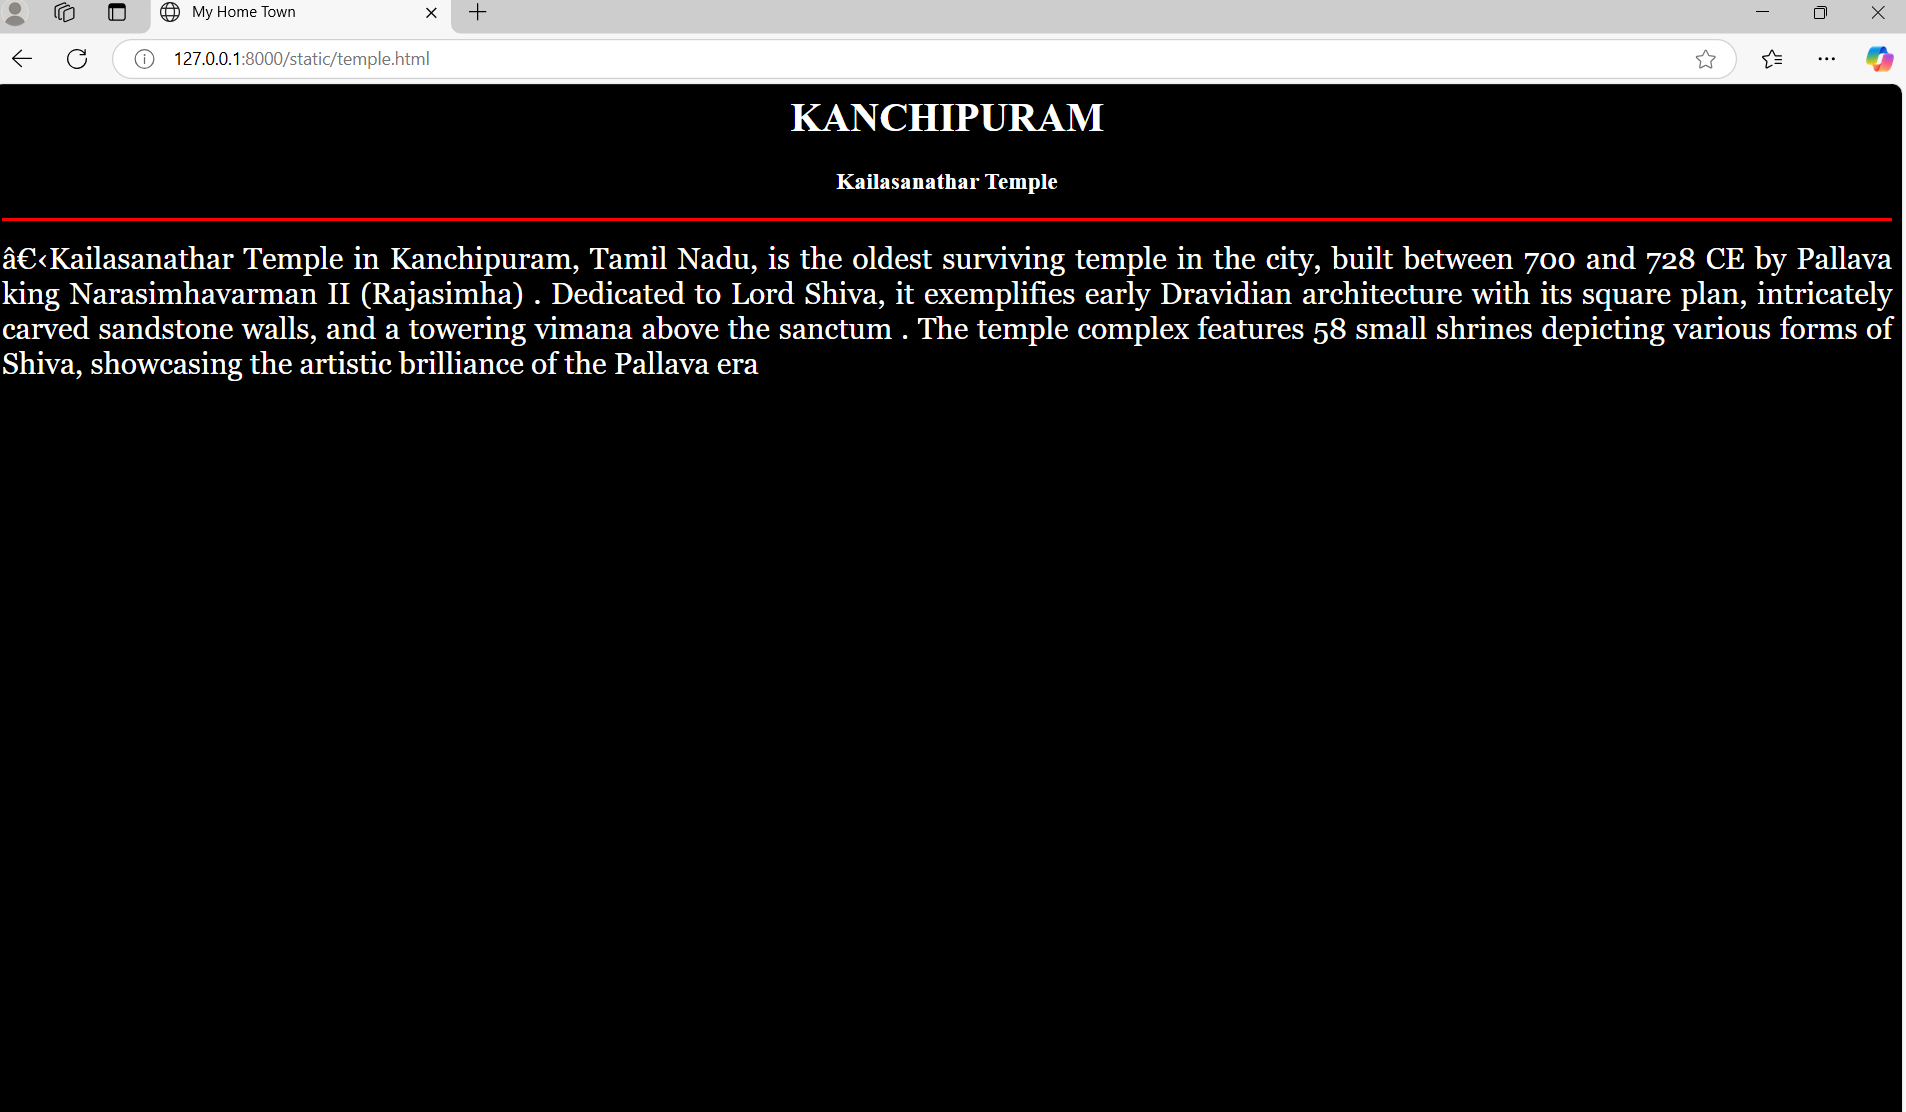 My Home Town
127.0.0.1:8000/static/temple.html
KANCHIPURAM
Kailasanathar Temple
â€‹Kailasanathar Temple in Kanchipuram, Tamil Nadu, is the oldest surviving temple in the city, built between 700 and 728 CE by Pallava
king Narasimhavarman II (Rajasimha) . Dedicated to Lord Shiva, it exemplifies early Dravidian architecture with its square plan, intricately
carved sandstone walls, and a towering vimana above the sanctum . The temple complex features 58 small shrines depicting various forms of
Shiva, showcasing the artistic brilliance of the Pallava era